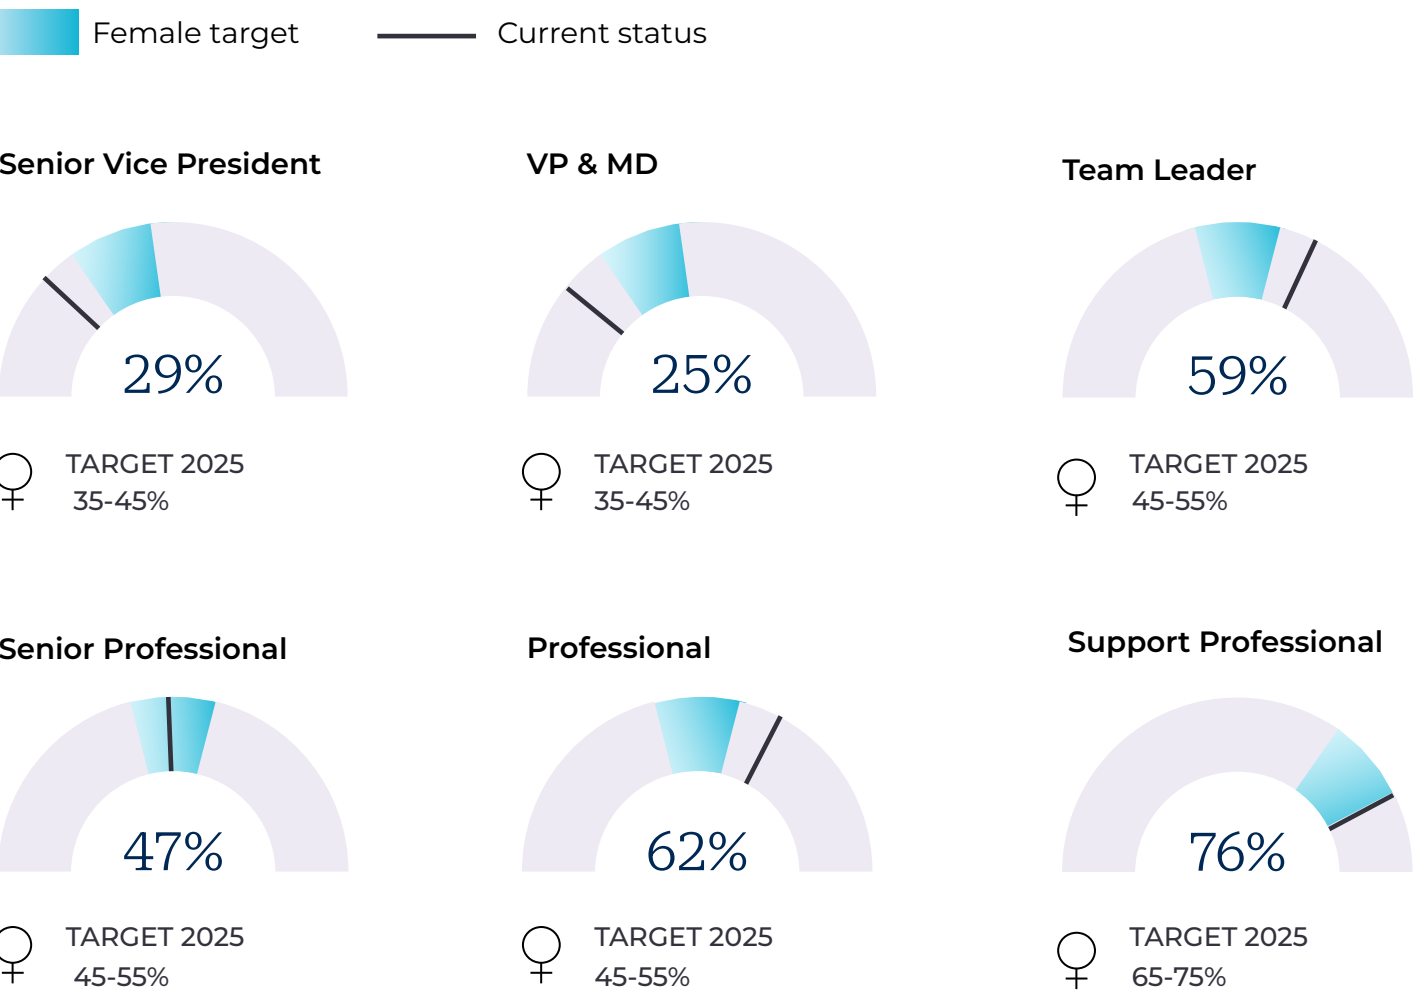 Female target
Current status
Senior Vice President
29%
TARGET 2025
35-45%
VP & MD
25%
TARGET 2025
35-45%
Team Leader
59%
TARGET 2025
45-55%
Senior Professional
47%
TARGET 2025
45-55%
Professional
62%
TARGET 2025
45-55%
Support Professional
76%
TARGET 2025
65-75%